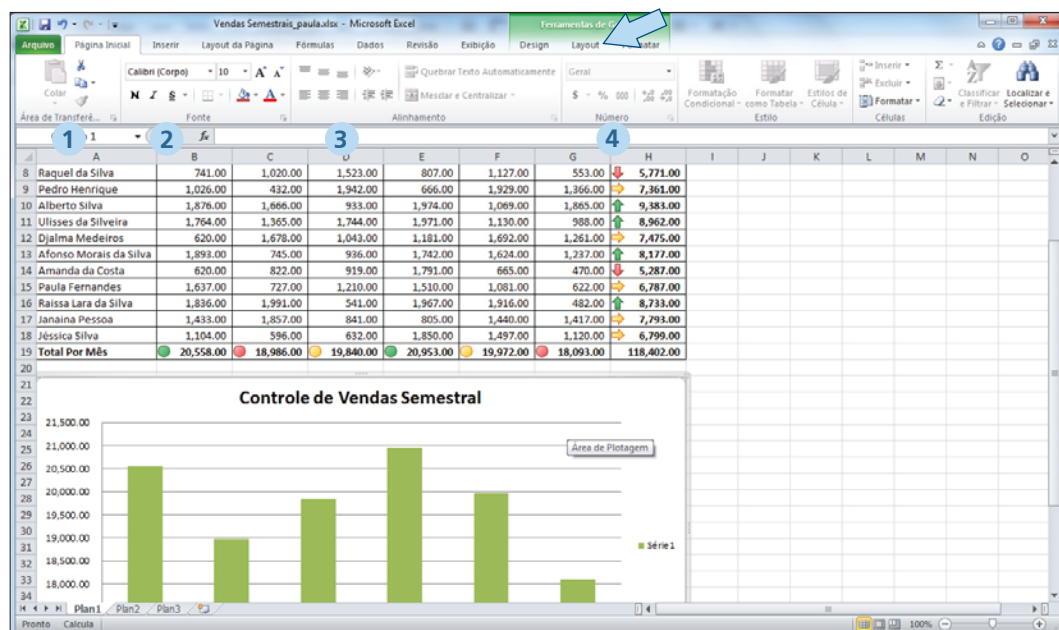 Vendas Semestrais_paula.xlsx - Microsoft Excel
Ferramentas de G
Arquivo Página Inicial Inserir Layout da Página Fórmulas Dados Revisão Exibição Design Layout Formatar
Colar
Calibri (Corpo) 10 A A
N I S
Quebrar Texto Automaticamente
Mesclar e Centralizar
Geral
$ % 000
Formatação Condicional
Formatar como Tabela
Estilos de Célula
Inserir
Excluir
Formatar
Σ
Classificar e Filtrar
Localizar e Selecionar
Área de Transferê... Fonte Alinhamento Número Estilo Células Edição
1 1 2 fx 3 4
A B C D E F G H I J K L M N O
8 Raquel da Silva 741.00 1,020.00 1,523.00 807.00 1,127.00 553.00 5,771.00
9 Pedro Henrique 1,026.00 432.00 1,942.00 666.00 1,929.00 1,366.00 7,361.00
10 Alberto Silva 1,876.00 1,666.00 933.00 1,974.00 1,069.00 1,865.00 9,383.00
11 Ulisses da Silveira 1,764.00 1,365.00 1,744.00 1,971.00 1,130.00 988.00 8,962.00
12 Djalma Medeiros 620.00 1,678.00 1,043.00 1,181.00 1,692.00 1,261.00 7,475.00
13 Afonso Morais da Silva 1,893.00 745.00 936.00 1,742.00 1,624.00 1,237.00 8,177.00
14 Amanda da Costa 620.00 822.00 919.00 1,791.00 665.00 470.00 5,287.00
15 Paula Fernandes 1,637.00 727.00 1,210.00 1,510.00 1,081.00 622.00 6,787.00
16 Raissa Lara da Silva 1,836.00 1,991.00 541.00 1,967.00 1,916.00 482.00 8,733.00
17 Janaina Pessoa 1,433.00 1,857.00 841.00 805.00 1,440.00 1,417.00 7,793.00
18 Jéssica Silva 1,104.00 596.00 632.00 1,850.00 1,497.00 1,120.00 6,799.00
19 Total Por Mês 20,558.00 18,986.00 19,840.00 20,953.00 19,972.00 18,093.00 118,402.00
20
21
22 Controle de Vendas Semestral
23 21,500.00
24
25 21,000.00 Área de Plotagem
26 20,500.00
27
28 20,000.00
29 19,500.00
30
31 19,000.00 Série1
32 18,500.00
33 18,000.00
34
Plan1 Plan2 Plan3
Pronto Calcula 100%